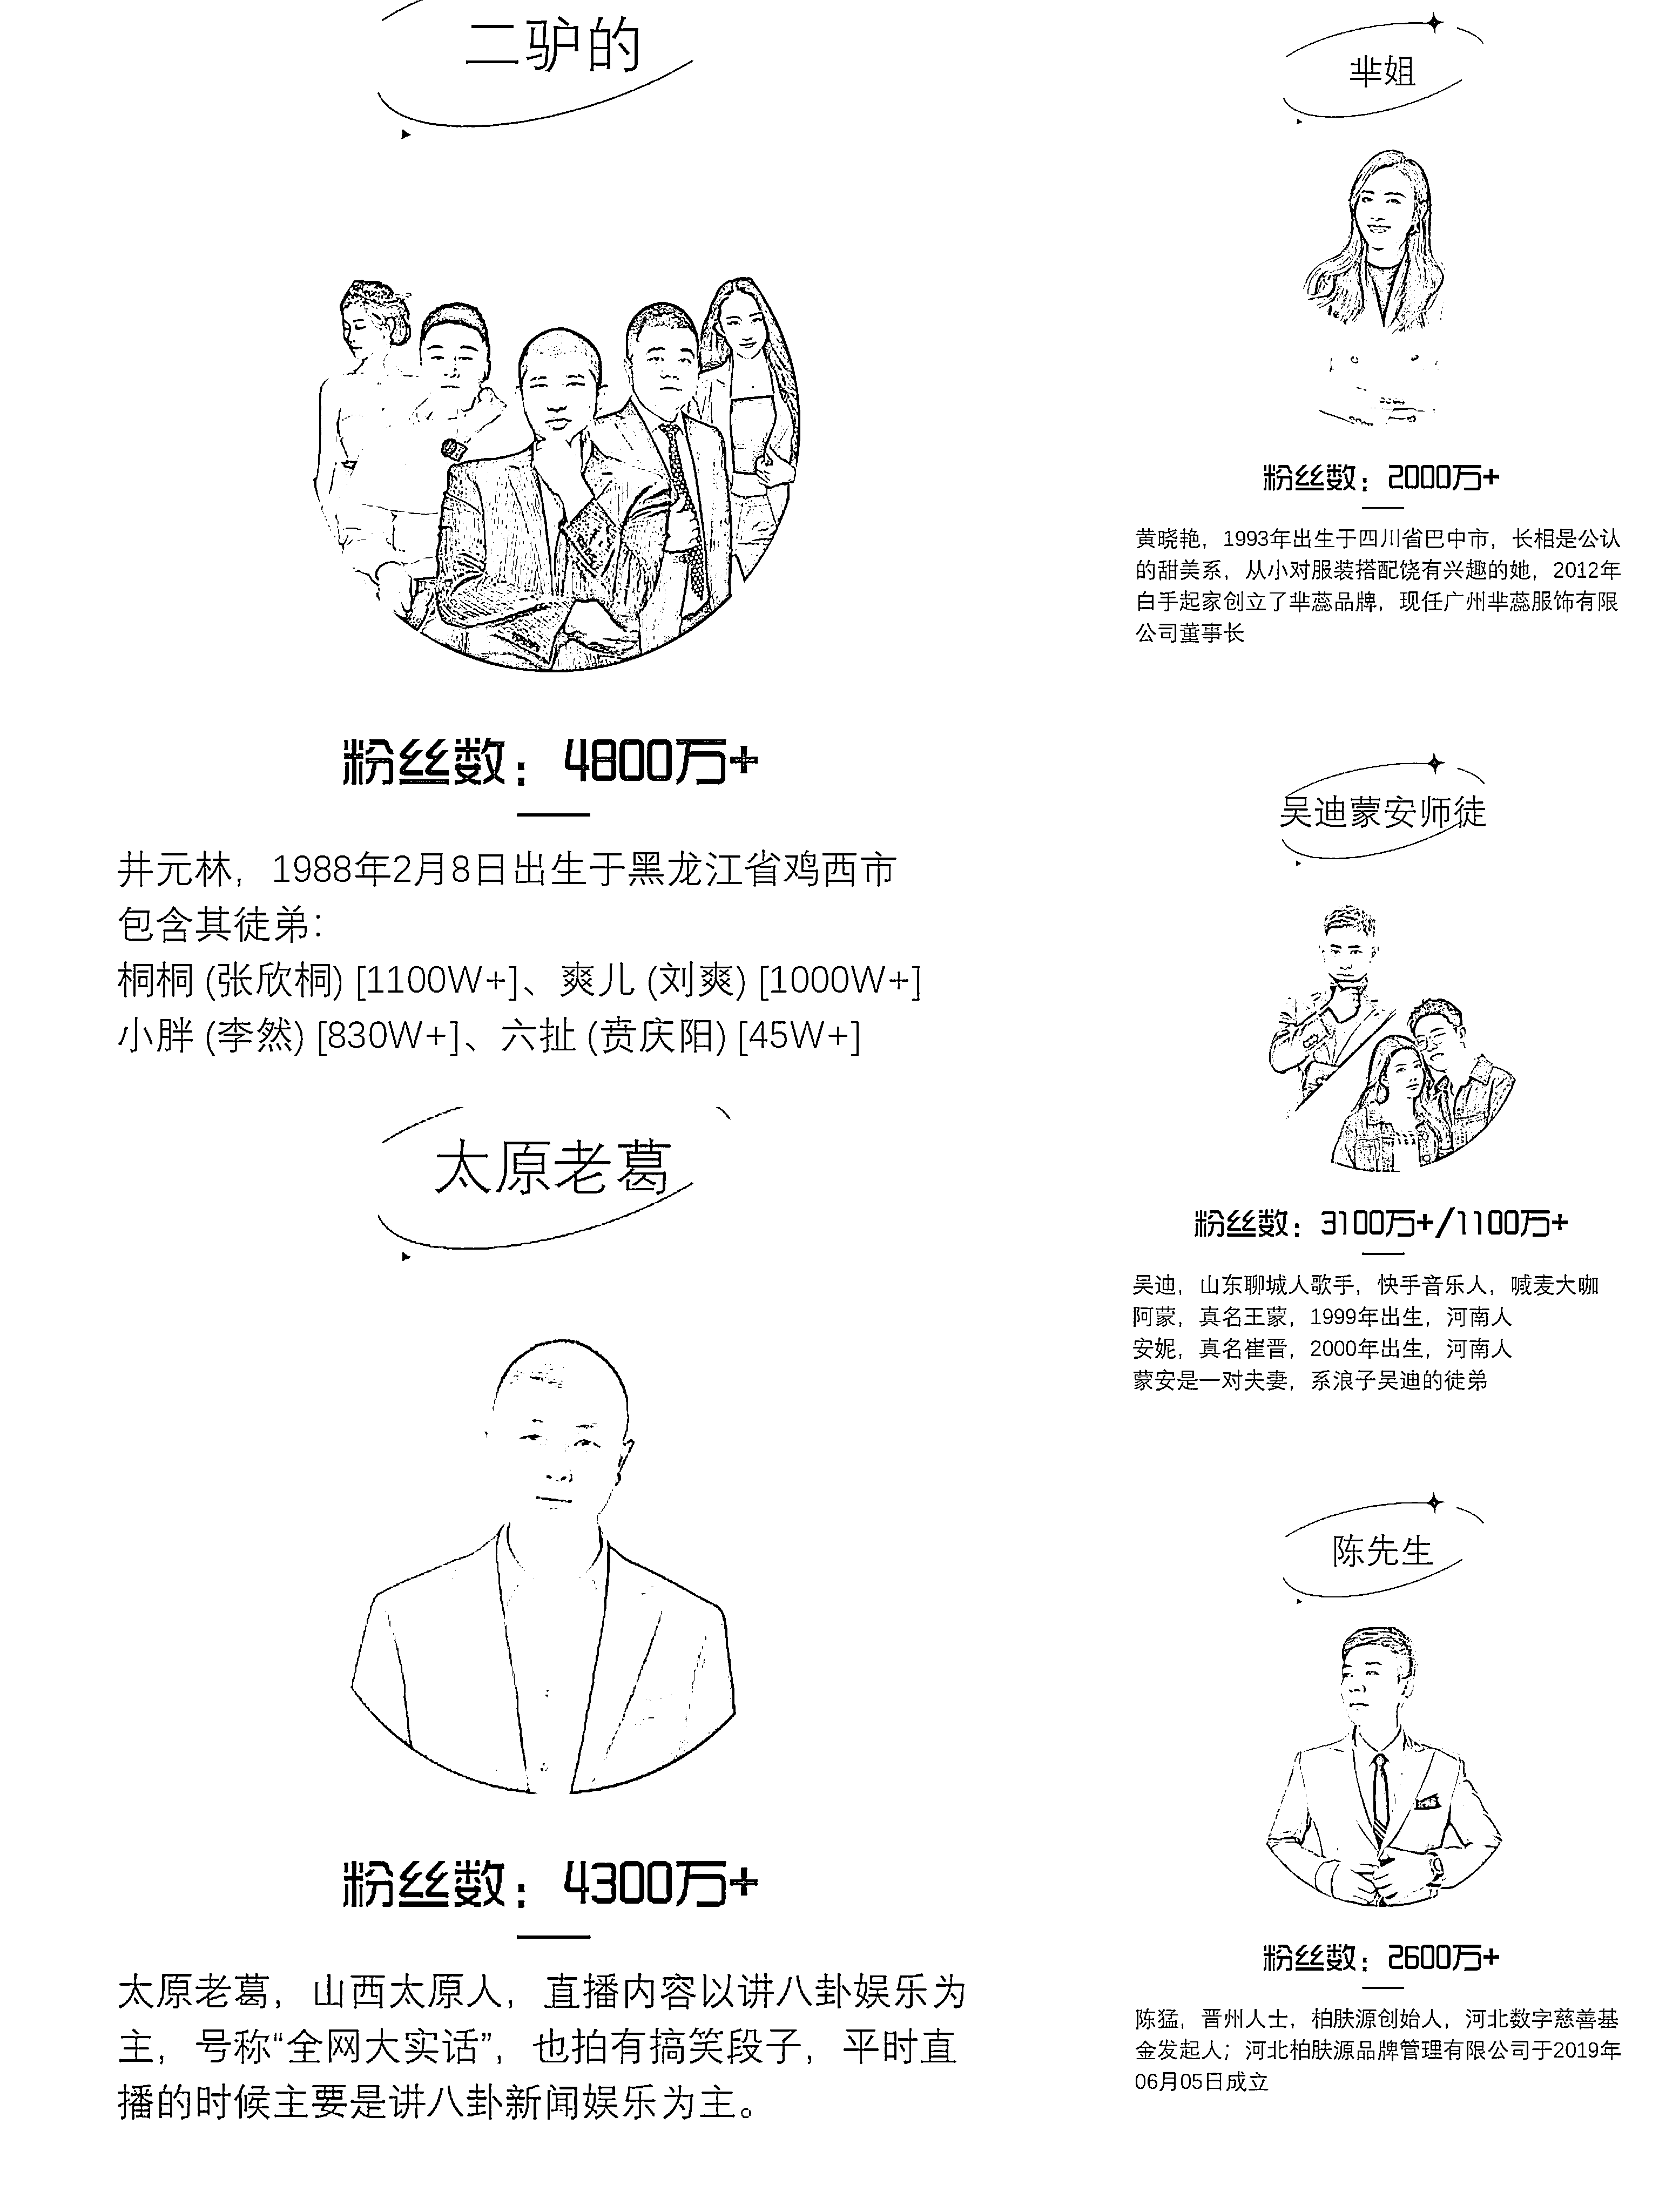 二驴的
粉丝数：4800万+
井元林，1988年2月8日出生于黑龙江省鸡西市
包含其徒弟：
桐桐 (张欣桐) [1100W+]、爽儿 (刘爽) [1000W+]
小胖 (李然) [830W+]、六扯 (贲庆阳) [45W+]
太原老葛
粉丝数：4300万+
太原老葛，山西太原人，直播内容以讲八卦娱乐为
主，号称“全网大实话”，也拍有搞笑段子，平时直
播的时候主要是讲八卦新闻娱乐为主。
芈姐
粉丝数：2000万+
黄晓艳，1993年出生于四川省巴中市，长相是公认
的甜美系，从小对服装搭配饶有兴趣的她，2012年
白手起家创立了芈蕊品牌，现任广州芈蕊服饰有限
公司董事长
吴迪蒙安师徒
粉丝数：3100万+/1100万+
吴迪，山东聊城人歌手，快手音乐人，喊麦大咖
阿蒙，真名王蒙，1999年出生，河南人
安妮，真名崔晋，2000年出生，河南人
蒙安是一对夫妻，系浪子吴迪的徒弟
陈先生
粉丝数：2600万+
陈猛，晋州人士，柏肤源创始人，河北数字慈善基
金发起人；河北柏肤源品牌管理有限公司于2019年
06月05日成立